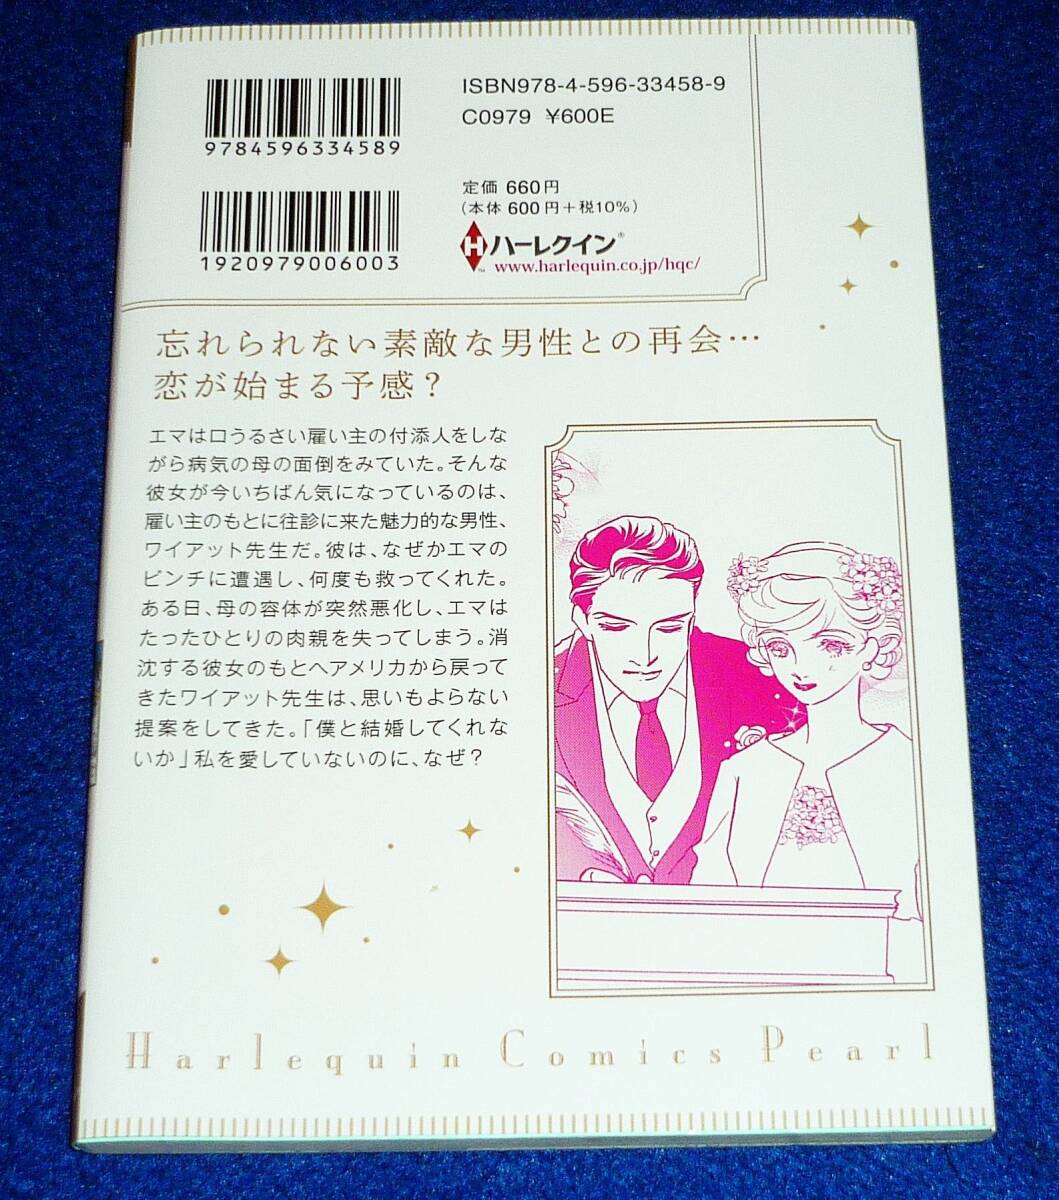 ISBN978-4-596-33458-9
C0979 ¥600E
9784596334589
定価 660円
(本体 600円+税10%)
1920979006003
H ハーレクイン®
™ www.harlequin.co.jp/hqc/
忘れられない素敵な男性との再会…
恋が始まる予感？
エマは口うるさい雇い主の付添人をしな
がら病気の母の面倒をみていた。そんな
彼女が今いちばん気になっているのは、
雇い主のもとに往診に来た魅力的な男性、
ワイアット先生だ。彼は、なぜかエマの
ピンチに遭遇し、何度も救ってくれた。
ある日、母の容体が突然悪化し、エマは
たったひとりの肉親を失ってしまう。消
沈する彼女のもとへアメリカから戻って
きたワイアット先生は、思いもよらない
提案をしてきた。「僕と結婚してくれな
いか」私を愛していないのに、なぜ？
Harlequin Comics Pearl